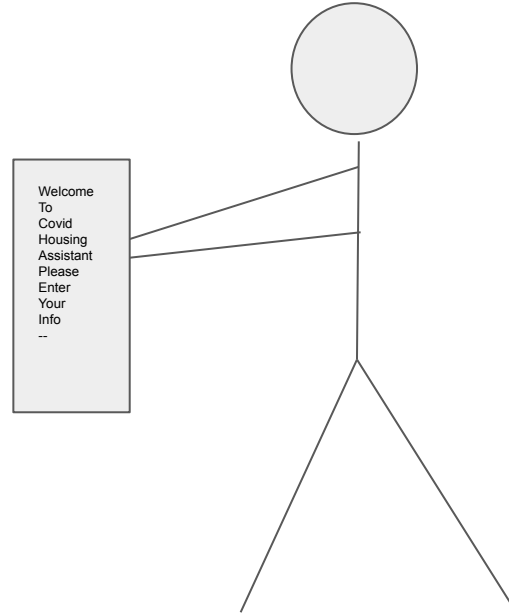 Welcome
To
Covid
Housing
Assistant
Please
Enter
Your
Info
--